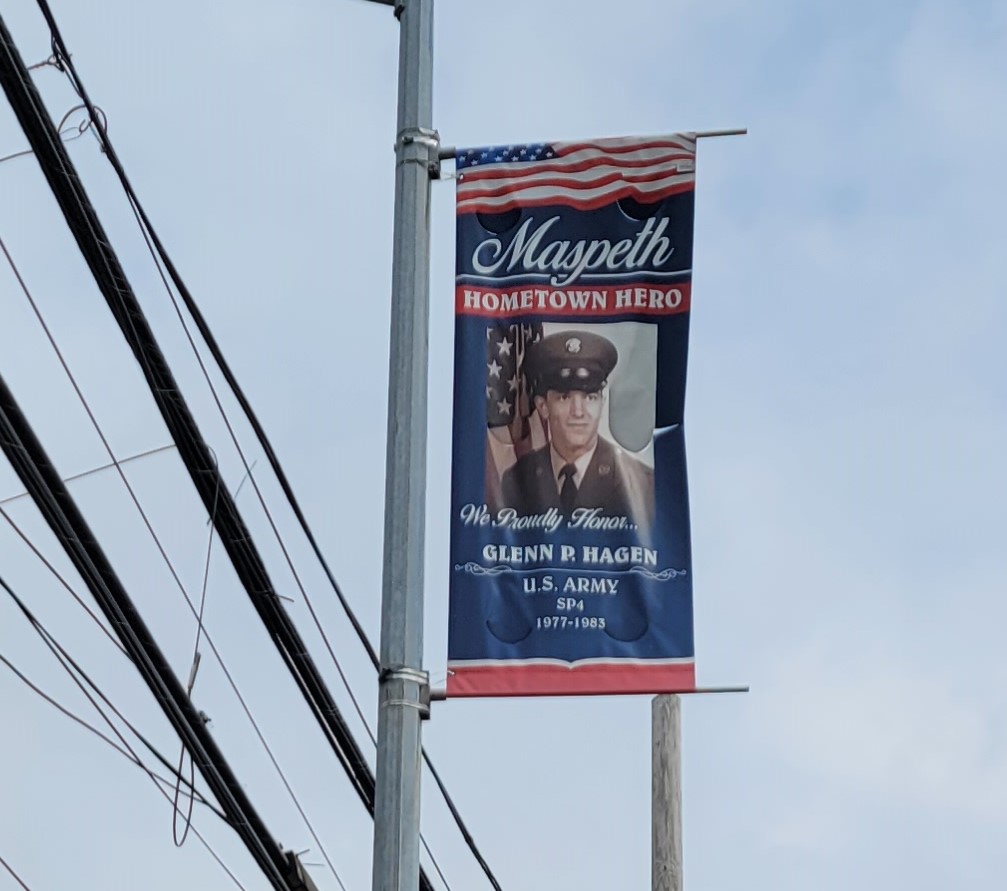 Maspeth
HOMETOWN HERO
We Proudly Honor...
GLENN P. HAGEN
U.S. ARMY
SP4
1977-1983